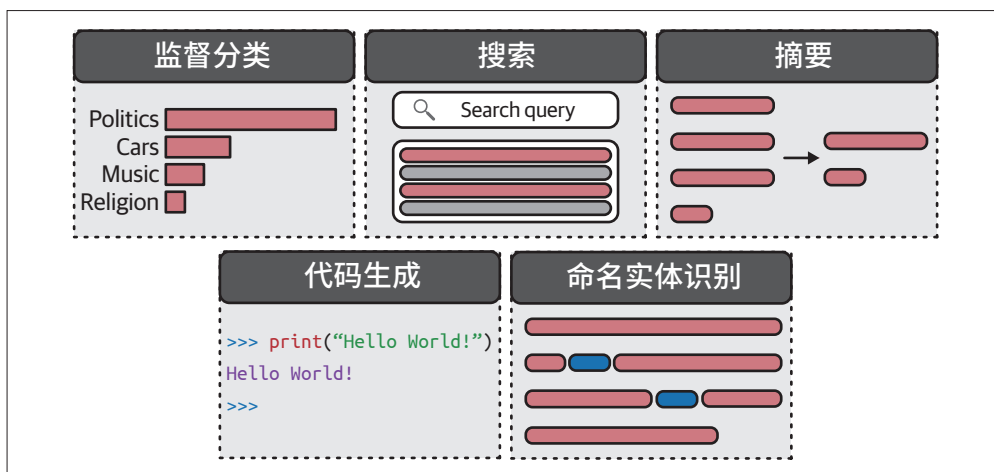 监督分类
Politics
Cars
Music
Religion
搜索
Search query
摘要
代码生成
>>> print(“Hello World!”)
Hello World!
>>>
命名实体识别